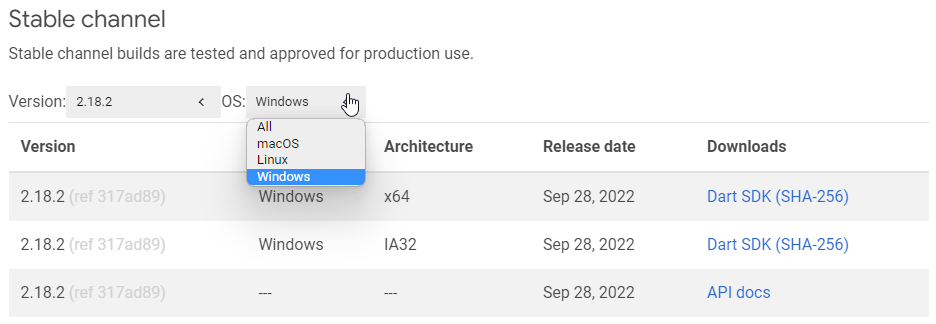 Stable channel
Stable channel builds are tested and approved for production use.
Version: 2.18.2 OS: Windows
All
macOS
Linux
Windows
Version Architecture Release date Downloads
2.18.2 (ref 317ad89) Windows x64 Sep 28, 2022 Dart SDK (SHA-256)
2.18.2 (ref 317ad89) Windows IA32 Sep 28, 2022 Dart SDK (SHA-256)
2.18.2 (ref 317ad89) --- --- Sep 28, 2022 API docs